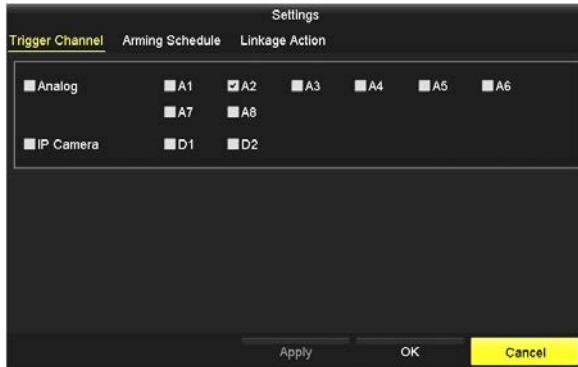 Settings
Trigger Channel Arming Schedule Linkage Action
Analog A1 A2 A3 A4 A5 A6
A7 A8
IP Camera D1 D2
Apply OK Cancel